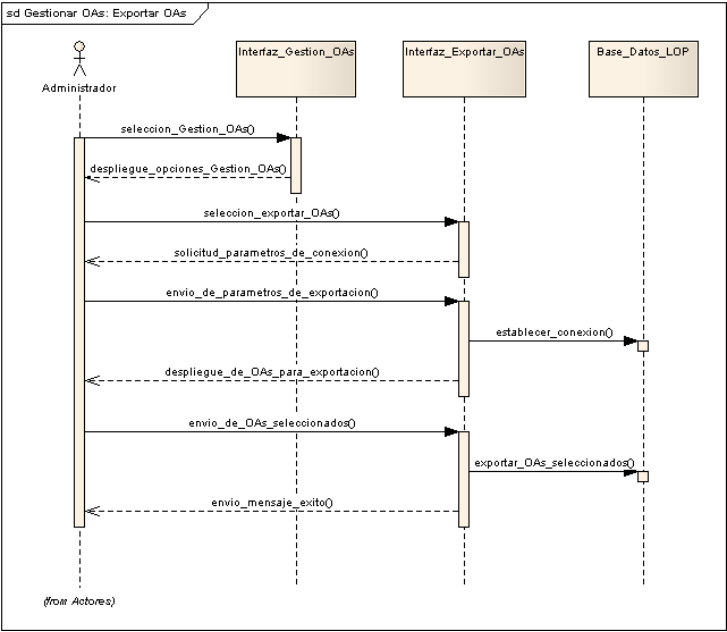 sd Gestionar OAs: Exportar OAs
Administrador
Interfaz_Gestion_OAs
Interfaz_Exportar_OAs
Base_Datos_LOP
seleccion_Gestion_OAs()
despliegue_opciones_Gestion_OAs()
seleccion_exportar_OAs()
solicitud_parametros_de_conexion()
envio_de_parametros_de_exportacion()
establecer_conexion()
despliegue_de_OAs_para_exportacion()
envio_de_OAs_seleccionados()
exportar_OAs_seleccionados()
envio_mensaje_exito()
(from Actores)